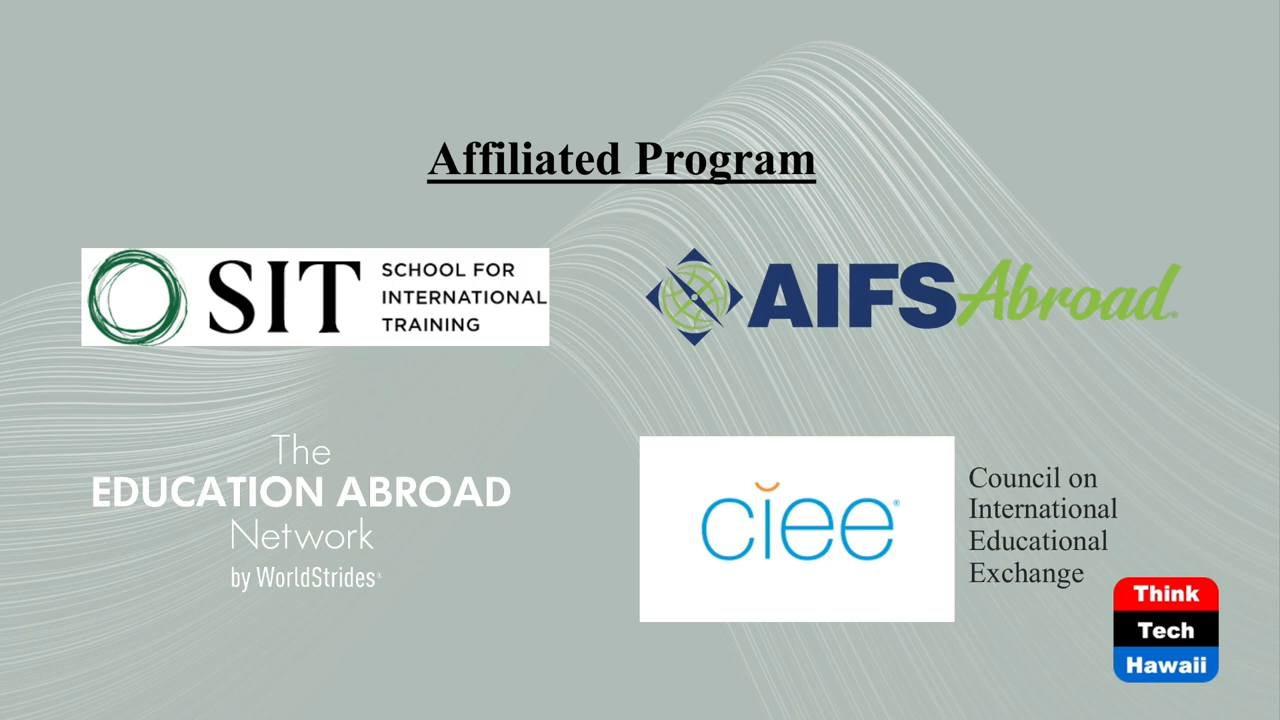 Affiliated Program
SIT
SCHOOL FOR
INTERNATIONAL
TRAINING
AIFS Abroad®
The
EDUCATION ABROAD
Network
by WorldStrides®
ciee®
Council on
International
Educational
Exchange
Think
Tech
Hawaii